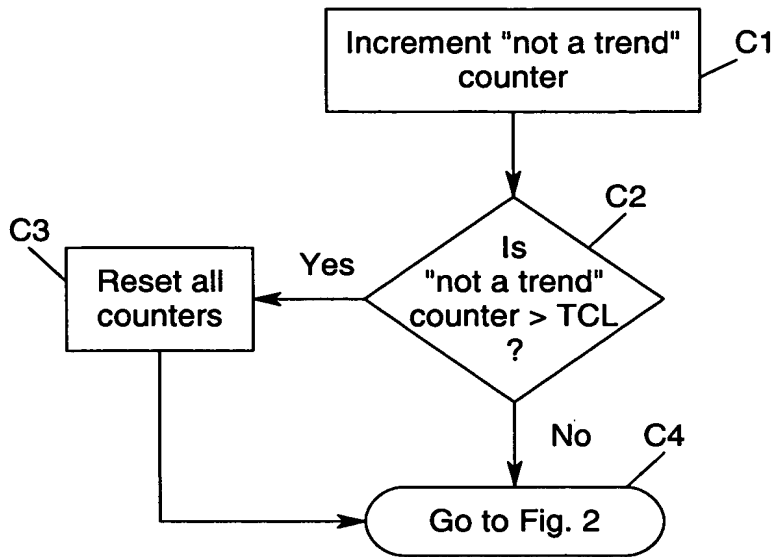 Increment "not a trend"
counter
C1
C2
Is
"not a trend"
counter > TCL
?
Yes
C3
Reset all
counters
No
C4
Go to Fig. 2